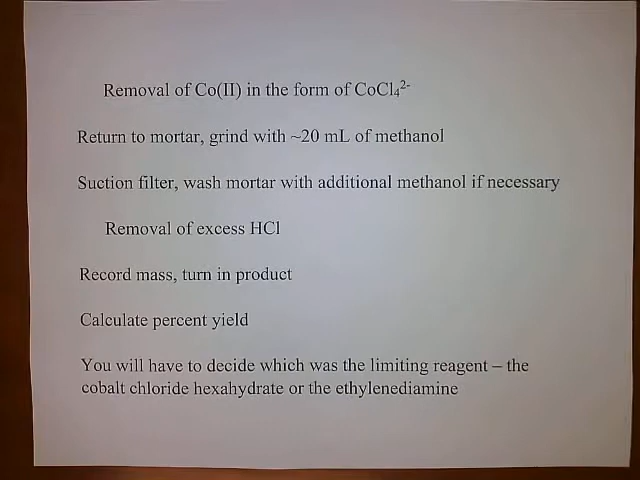 Removal of Co(II) in the form of CoCl₄²⁻
Return to mortar, grind with ~20 mL of methanol
Suction filter, wash mortar with additional methanol if necessary
Removal of excess HCl
Record mass, turn in product
Calculate percent yield
You will have to decide which was the limiting reagent – the
cobalt chloride hexahydrate or the ethylenediamine